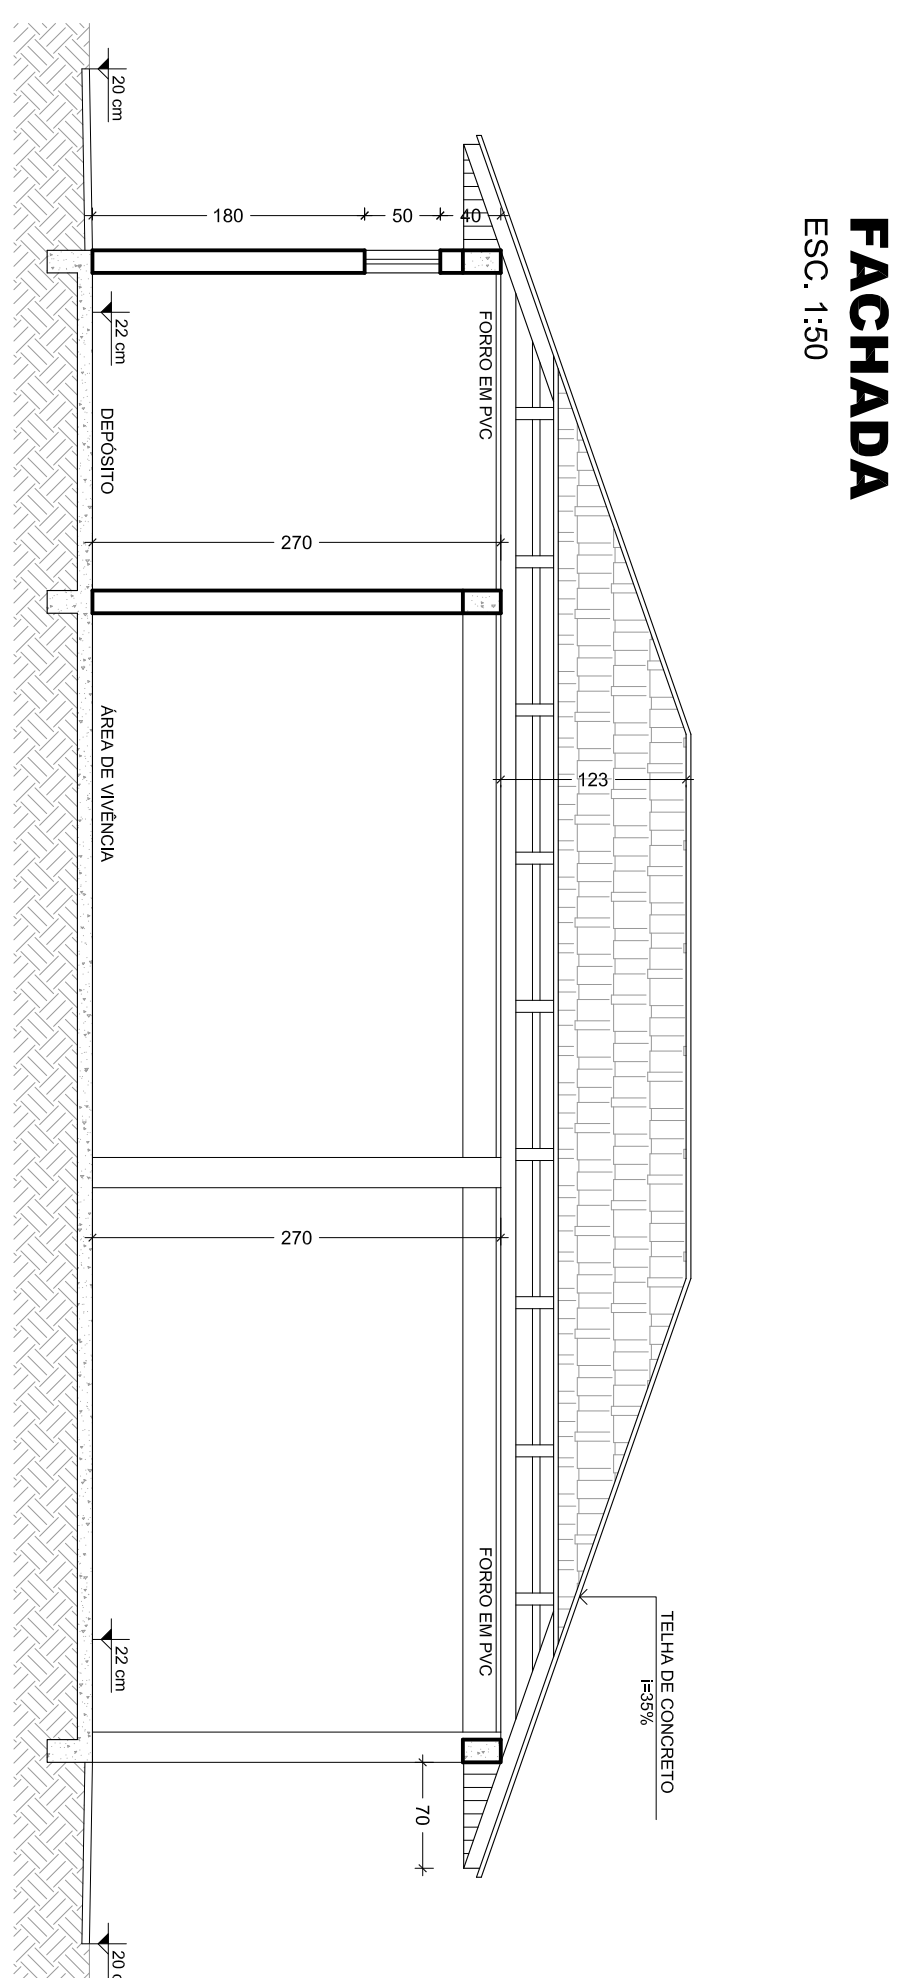 FACHADA
ESC. 1:50
TELHA DE CONCRETO
i=35%
123
FORRO EM PVC
FORRO EM PVC
40
50
180
270
270
70
20 cm
22 cm
DEPÓSITO
ÁREA DE VIVÊNCIA
22 cm
20 c